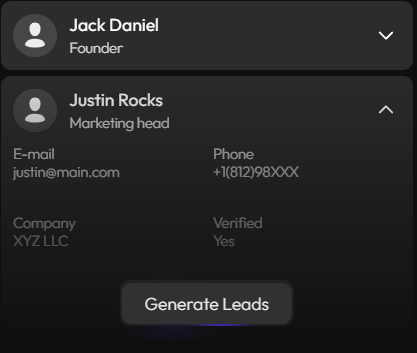 Jack Daniel
Founder
Justin Rocks
Marketing head
E-mail Phone
justin@main.com +1(812)98XXX
Company Verified
XYZ LLC Yes
Generate Leads